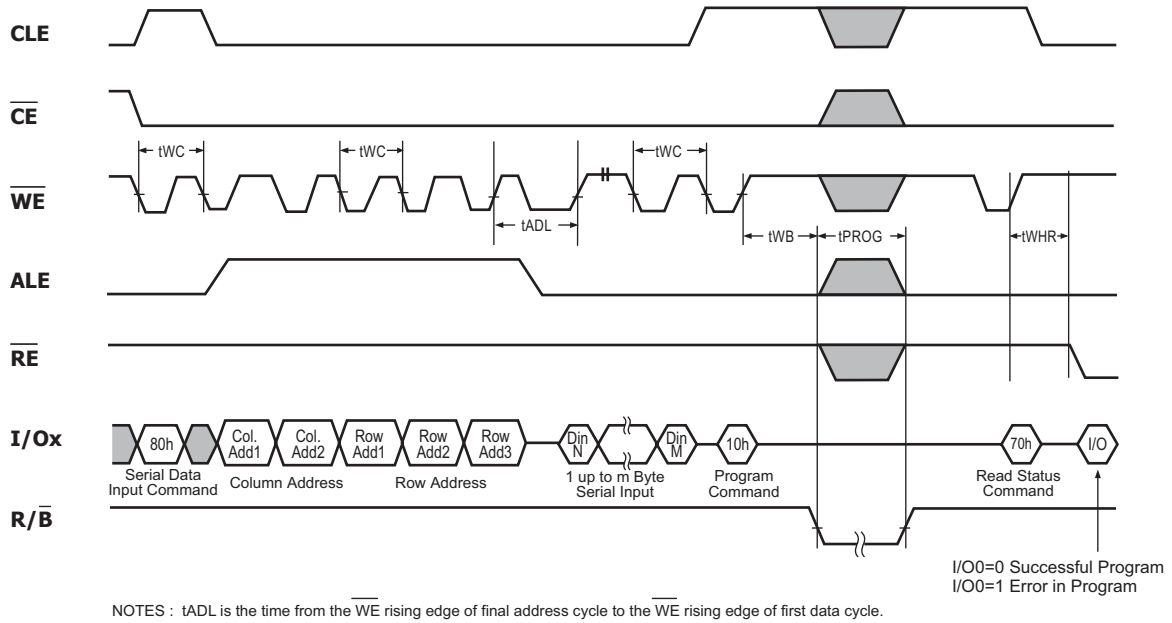 CLE
CE
tWC tWC tWC
WE
tADL
tWB tPROG tWHR
ALE
RE
I/Ox
80h Col. Add1 Col. Add2 Row Add1 Row Add2 Row Add3 Din N Din M 10h 70h I/O
Serial Data Input Command
Column Address
Row Address
1 up to m Byte Serial Input
Program Command
Read Status Command
R/B
I/O0=0 Successful Program
I/O0=1 Error in Program
NOTES : tADL is the time from the WE rising edge of final address cycle to the WE rising edge of first data cycle.